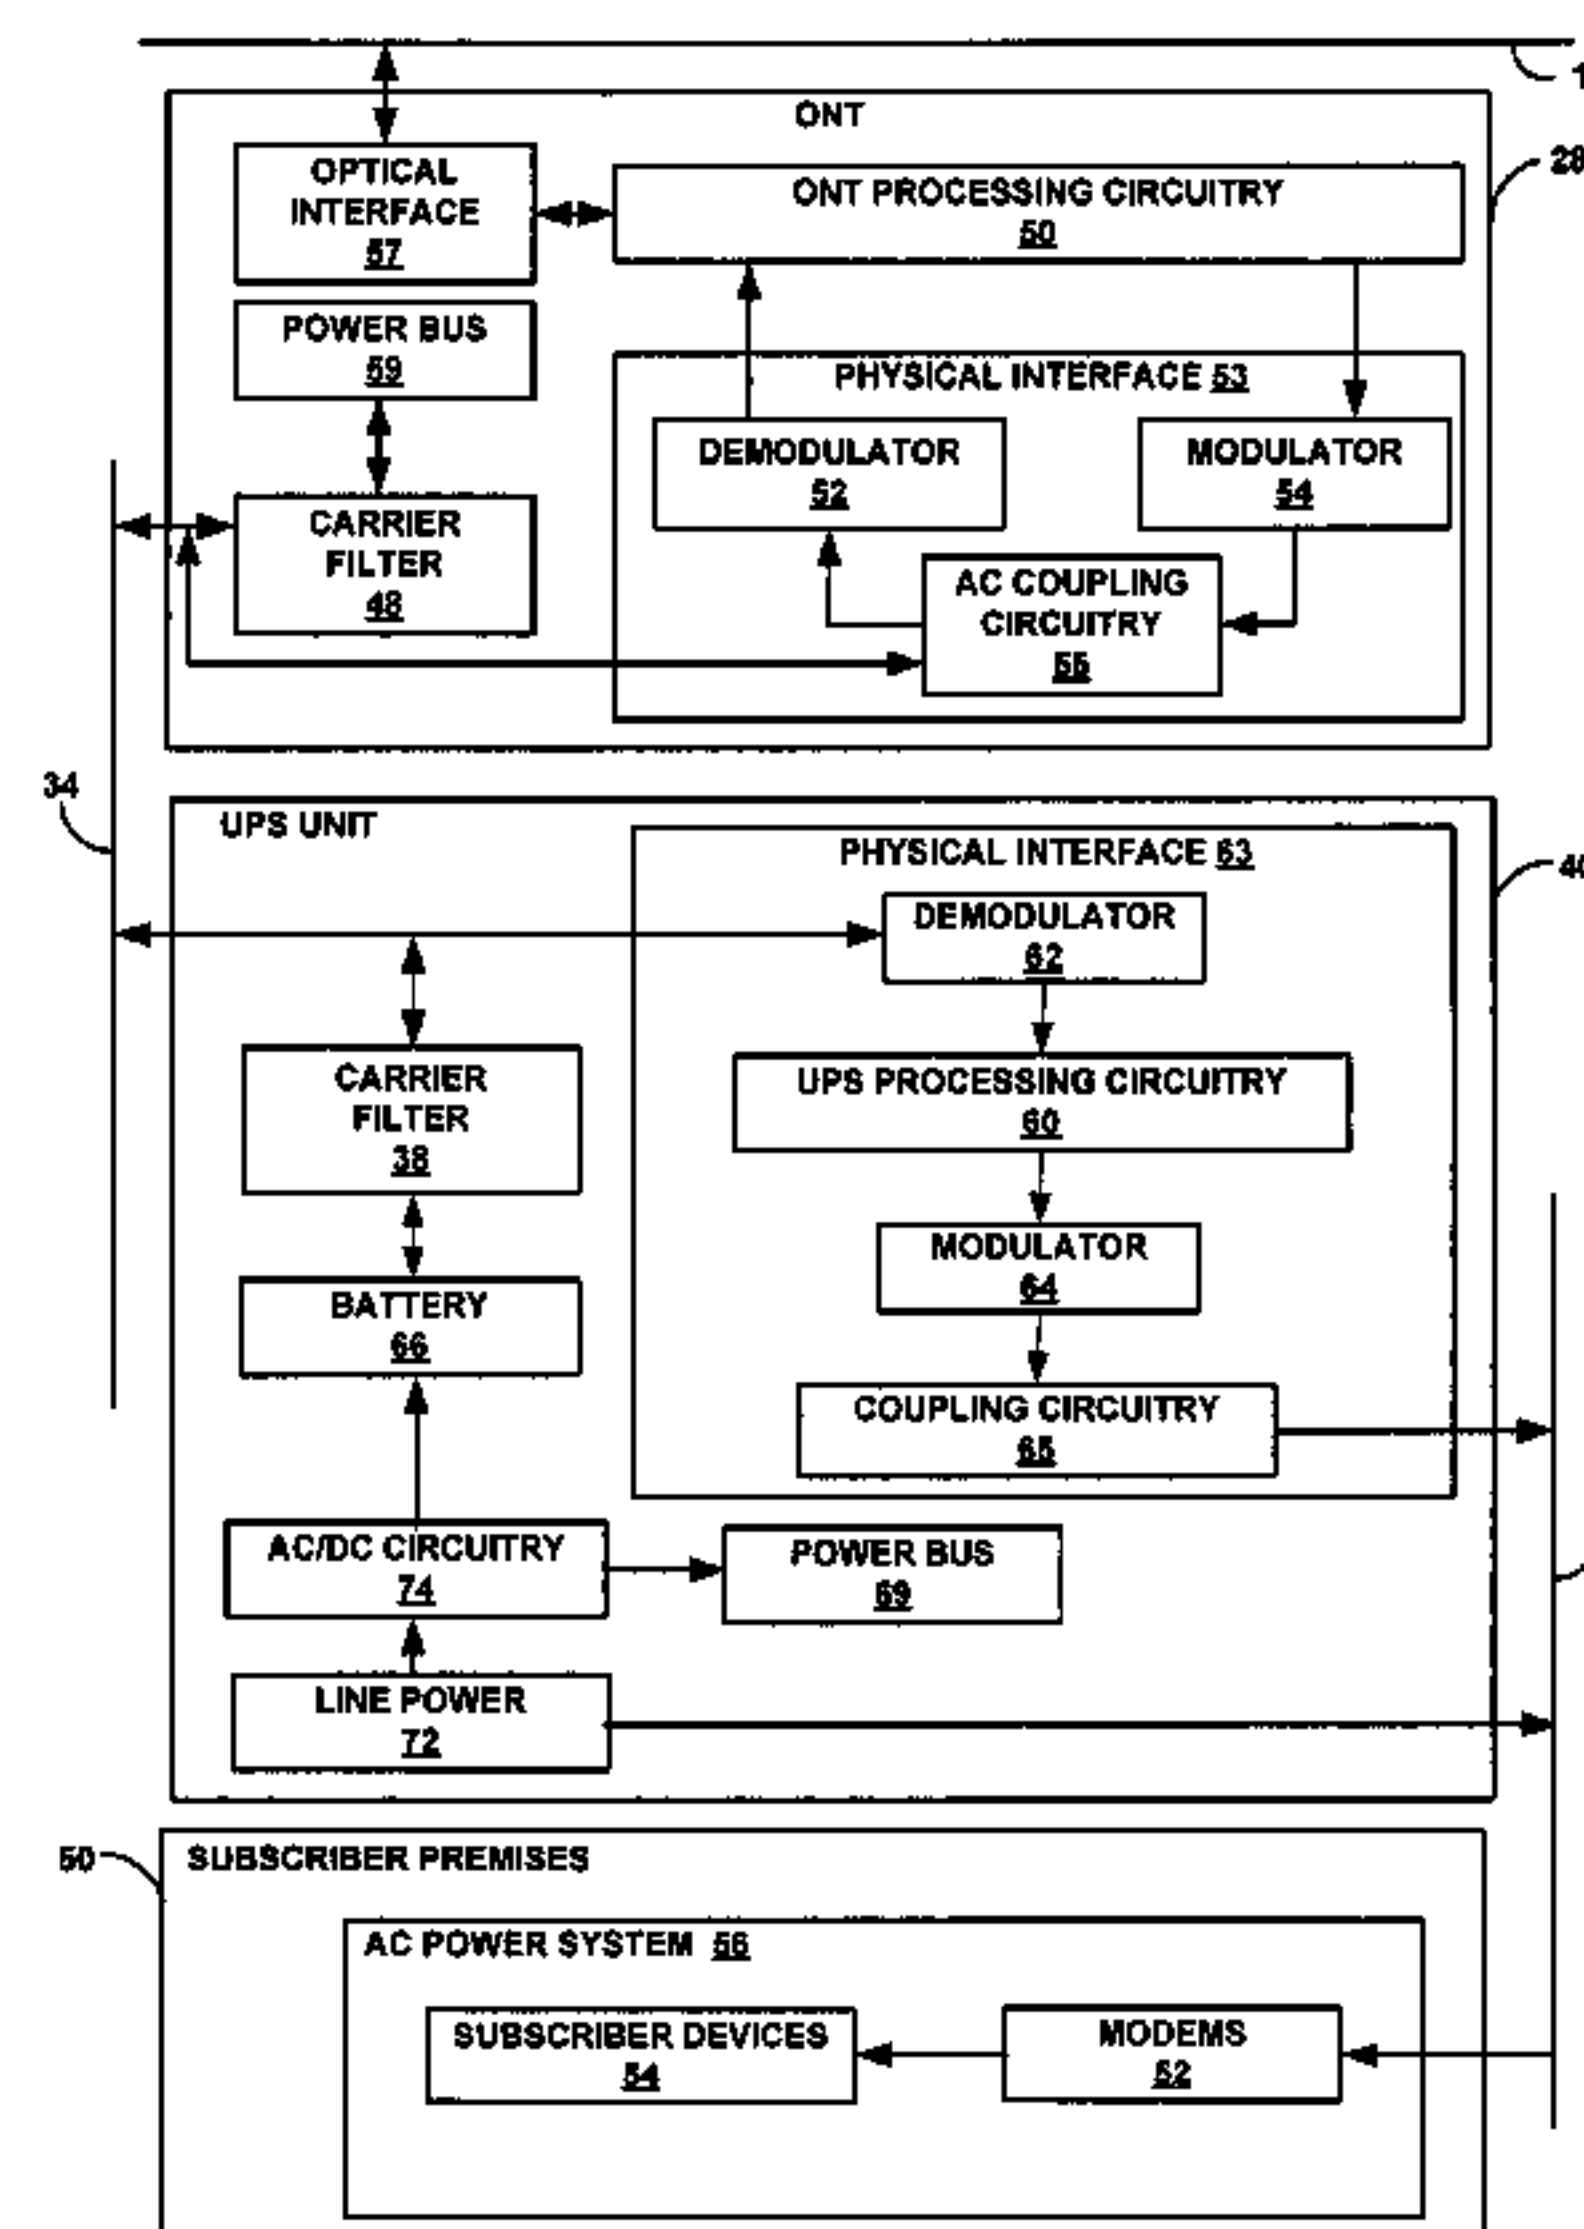 1
ONT
28
OPTICAL
INTERFACE
57
ONT PROCESSING CIRCUITRY
50
POWER BUS
59
PHYSICAL INTERFACE 53
DEMODULATOR
52
MODULATOR
54
CARRIER
FILTER
48
AC COUPLING
CIRCUITRY
55
34
UPS UNIT
PHYSICAL INTERFACE 63
40
DEMODULATOR
62
CARRIER
FILTER
38
UPS PROCESSING CIRCUITRY
60
MODULATOR
64
BATTERY
66
COUPLING CIRCUITRY
65
AC/DC CIRCUITRY
74
POWER BUS
69
LINE POWER
72
50
SUBSCRIBER PREMISES
AC POWER SYSTEM 56
SUBSCRIBER DEVICES
54
MODEMS
52